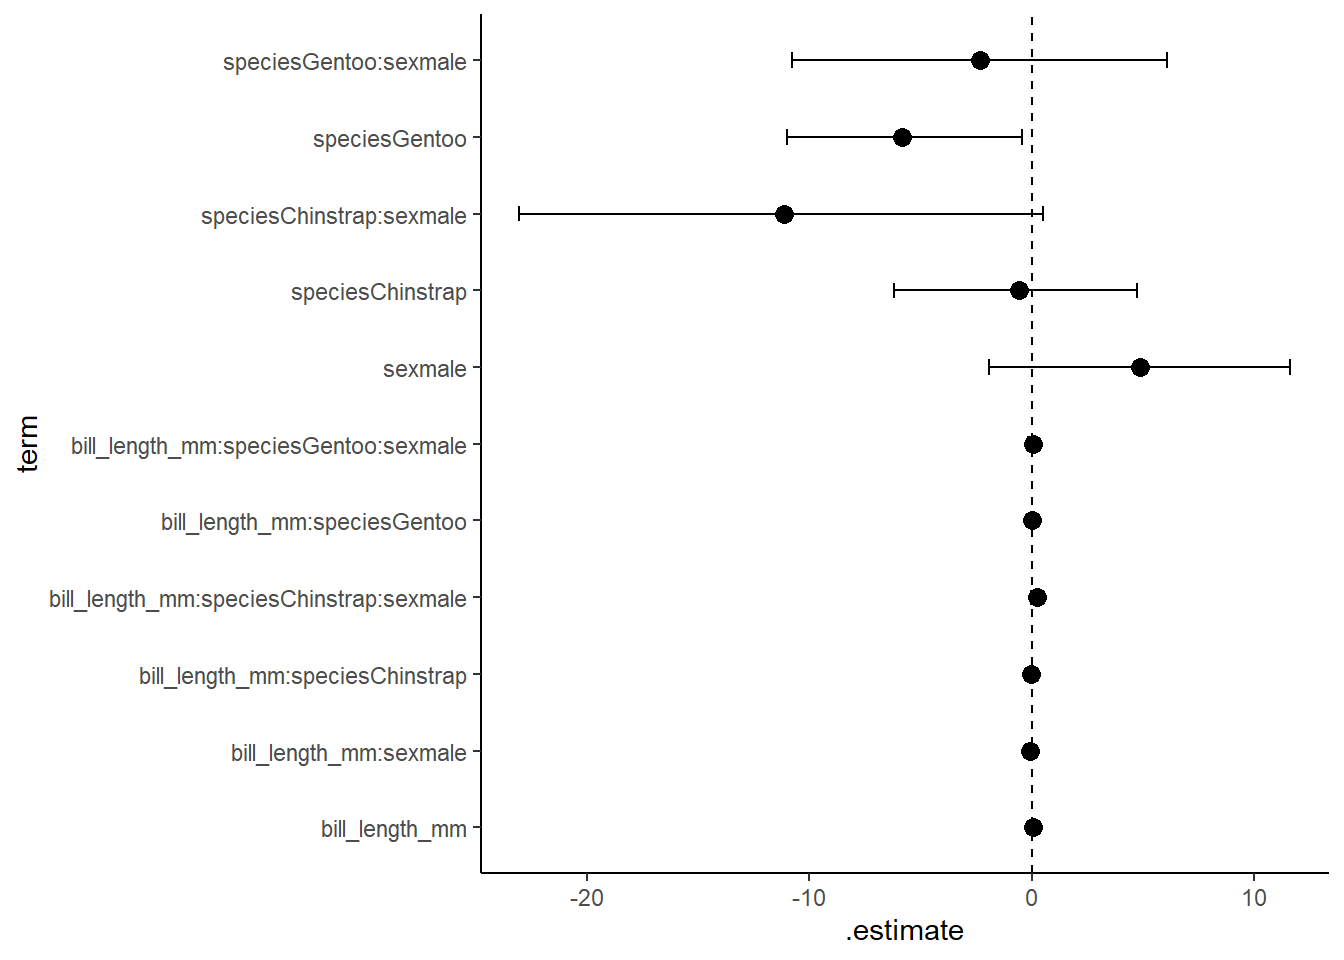 speciesGentoo:sexmale
speciesGentoo
speciesChinstrap:sexmale
speciesChinstrap
sexmale
bill_length_mm:speciesGentoo:sexmale
bill_length_mm:speciesGentoo
bill_length_mm:speciesChinstrap:sexmale
bill_length_mm:speciesChinstrap
bill_length_mm:sexmale
bill_length_mm
term
-20 -10 0 10
.estimate